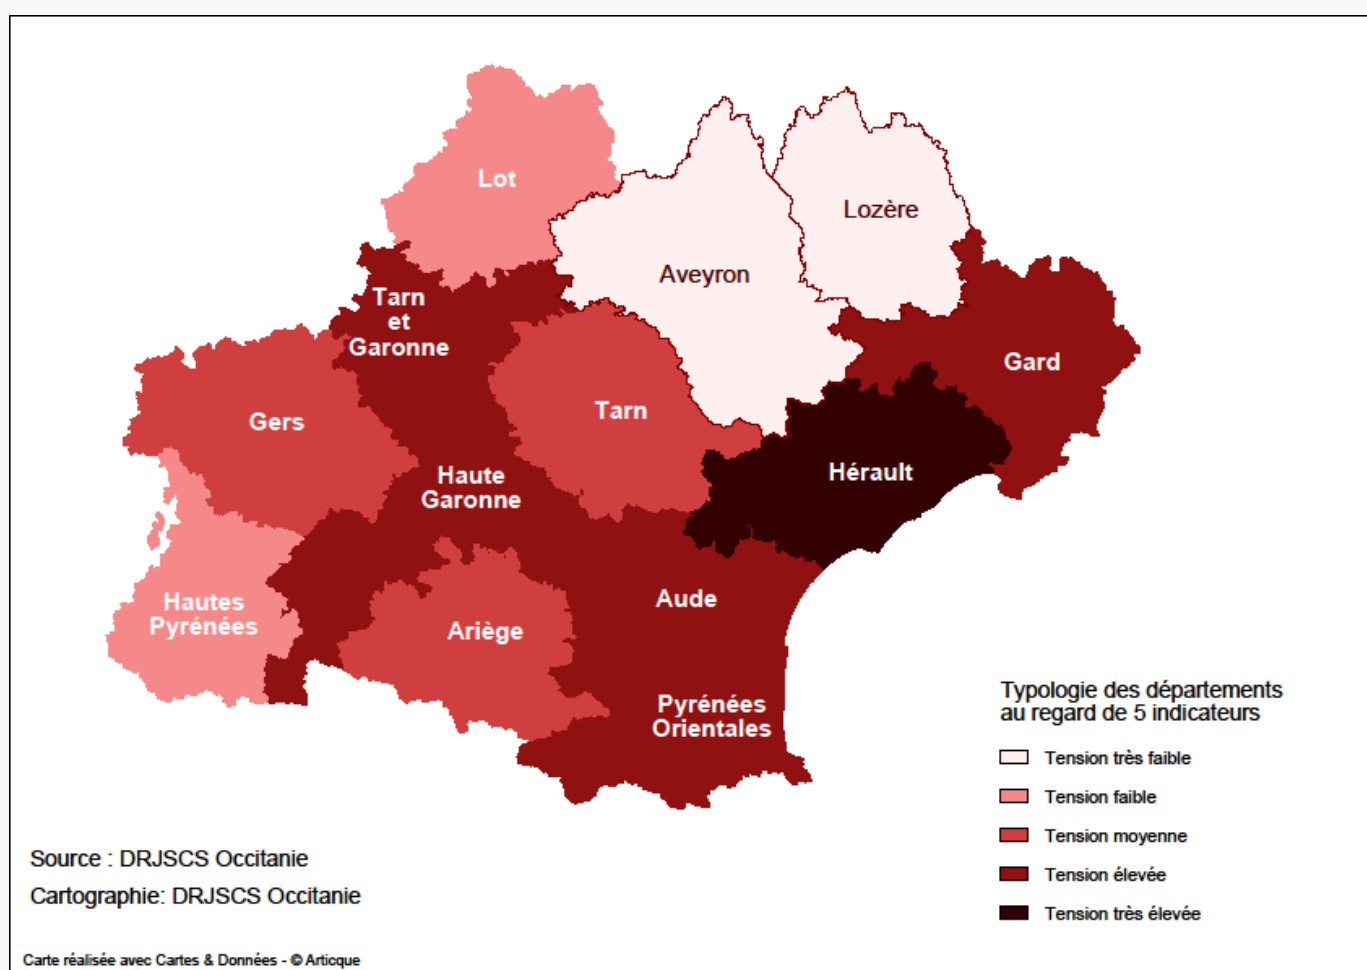 Lot
Lozère
Aveyron
Tarn
et
Garonne
Gard
Gers
Tarn
Hérault
Haute
Garonne
Aude
Hautes
Pyrénées
Ariège
Pyrénées
Orientales
Typologie des départements
au regard de 5 indicateurs
Tension très faible
Tension faible
Tension moyenne
Tension élevée
Tension très élevée
Source : DRJSCS Occitanie
Cartographie: DRJSCS Occitanie
Carte réalisée avec Cartes & Données - © Articque